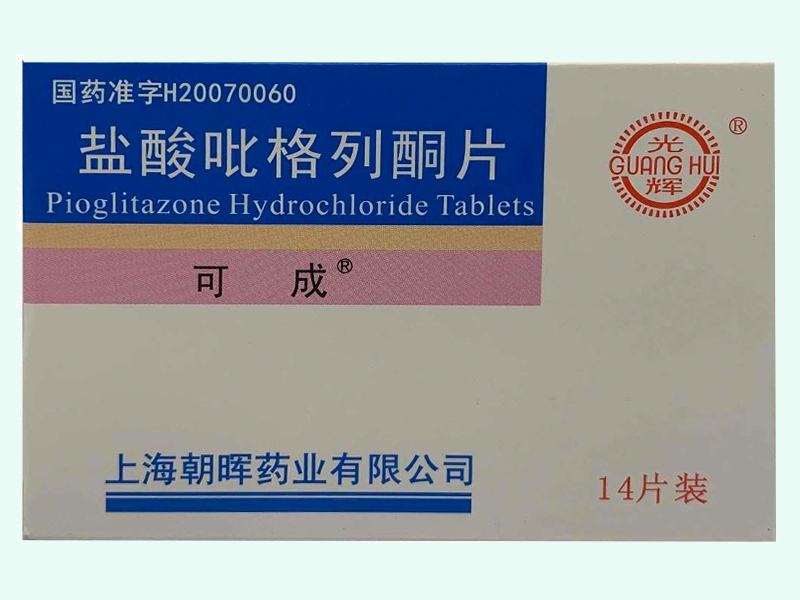 国药准字H20070060
盐酸吡格列酮片
Pioglitazone Hydrochloride Tablets
可 成®
光
GUANG HUI
辉
®
上海朝晖药业有限公司
14片装